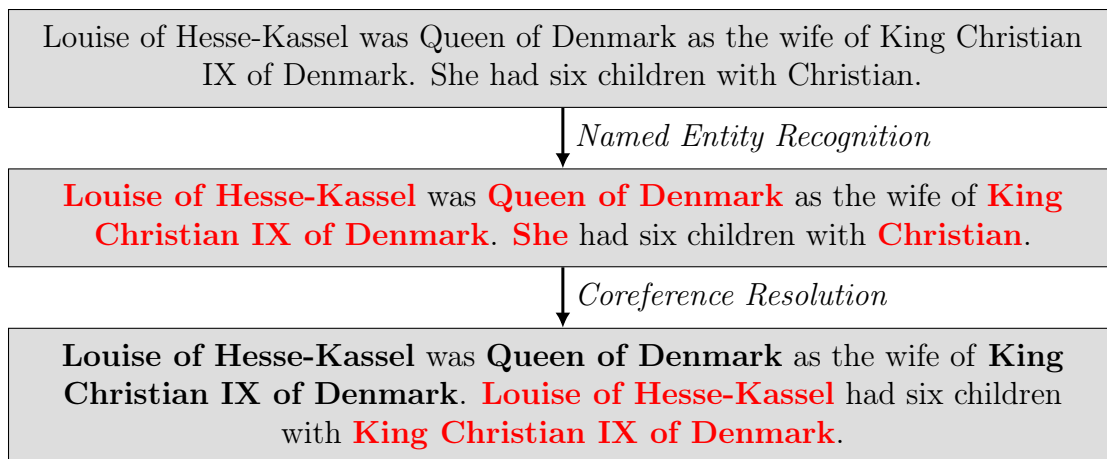 Louise of Hesse-Kassel was Queen of Denmark as the wife of King Christian
IX of Denmark. She had six children with Christian.
Named Entity Recognition
Louise of Hesse-Kassel was Queen of Denmark as the wife of King
Christian IX of Denmark. She had six children with Christian.
Coreference Resolution
Louise of Hesse-Kassel was Queen of Denmark as the wife of King
Christian IX of Denmark. Louise of Hesse-Kassel had six children
with King Christian IX of Denmark.